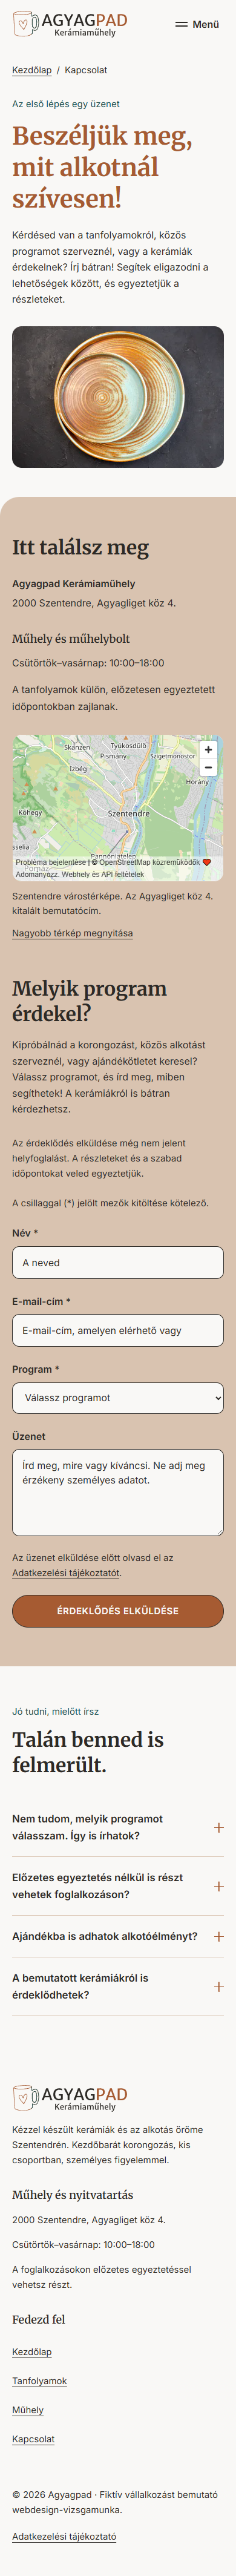 AGYAGPAD
Kerámiaműhely
Menü
Kezdőlap / Kapcsolat
Az első lépés egy üzenet
Beszéljük meg,
mit alkotnál
szívesen!
Kérdésed van a tanfolyamokról, közös
programot szerveznél, vagy a kerámiák
érdekelnek? Írj bátran! Segítek eligazodni a
lehetőségek között, és egyeztetjük a
részleteket.
Itt találsz meg
Agyagpad Kerámiaműhely
2000 Szentendre, Agyagliget köz 4.
Műhely és műhelybolt
Csütörtök–vasárnap: 10:00–18:00
A tanfolyamok külön, előzetesen egyeztetett
időpontokban zajlanak.
Skanzen
Tyúkosdűlő
Pismány
Szigetmonostor
Izbég
Horány
Kőhegy
Szentendre
Pannóniatelep
Probléma bejelentése | © OpenStreetMap közreműködők
Adományozz. Webhely és API feltételek
Szentendre várostérképe. Az Agyagliget köz 4.
kitalált bemutatócím.
Nagyobb térkép megnyitása
Melyik program
érdekel?
Kipróbálnád a korongozást, közös alkotást
szerveznél, vagy ajándékötletet keresel?
Válassz programot, és írd meg, miben
segíthetek! A kerámiákról is bátran
kérdezhetsz.
Az érdeklődés elküldése még nem jelent
helyfoglalást. A részleteket és a szabad
időpontokat veled egyeztetjük.
A csillaggal (*) jelölt mezők kitöltése kötelező.
Név *
A neved
E-mail-cím *
E-mail-cím, amelyen elérhető vagy
Program *
Válassz programot
Üzenet
Írd meg, mire vagy kíváncsi. Ne adj meg
érzékeny személyes adatot.
Az üzenet elküldése előtt olvasd el az
Adatkezelési tájékoztatót.
ÉRDEKLŐDÉS ELKÜLDÉSE
Jó tudni, mielőtt írsz
Talán benned is
felmerült.
Nem tudom, melyik programot
válasszam. Így is írhatok?
Előzetes egyeztetés nélkül is részt
vehetek foglalkozáson?
Ajándékba is adhatok alkotóélményt?
A bemutatott kerámiákról is
érdeklődhetek?
AGYAGPAD
Kerámiaműhely
Kézzel készült kerámiák és az alkotás öröme
Szentendrén. Kezdőbarát korongozás, kis
csoportban, személyes figyelemmel.
Műhely és nyitvatartás
2000 Szentendre, Agyagliget köz 4.
Csütörtök–vasárnap: 10:00–18:00
A foglalkozásokon előzetes egyeztetéssel
vehetsz részt.
Fedezd fel
Kezdőlap
Tanfolyamok
Műhely
Kapcsolat
© 2026 Agyagpad · Fiktív vállalkozást bemutató
webdesign-vizsgamunka.
Adatkezelési tájékoztató